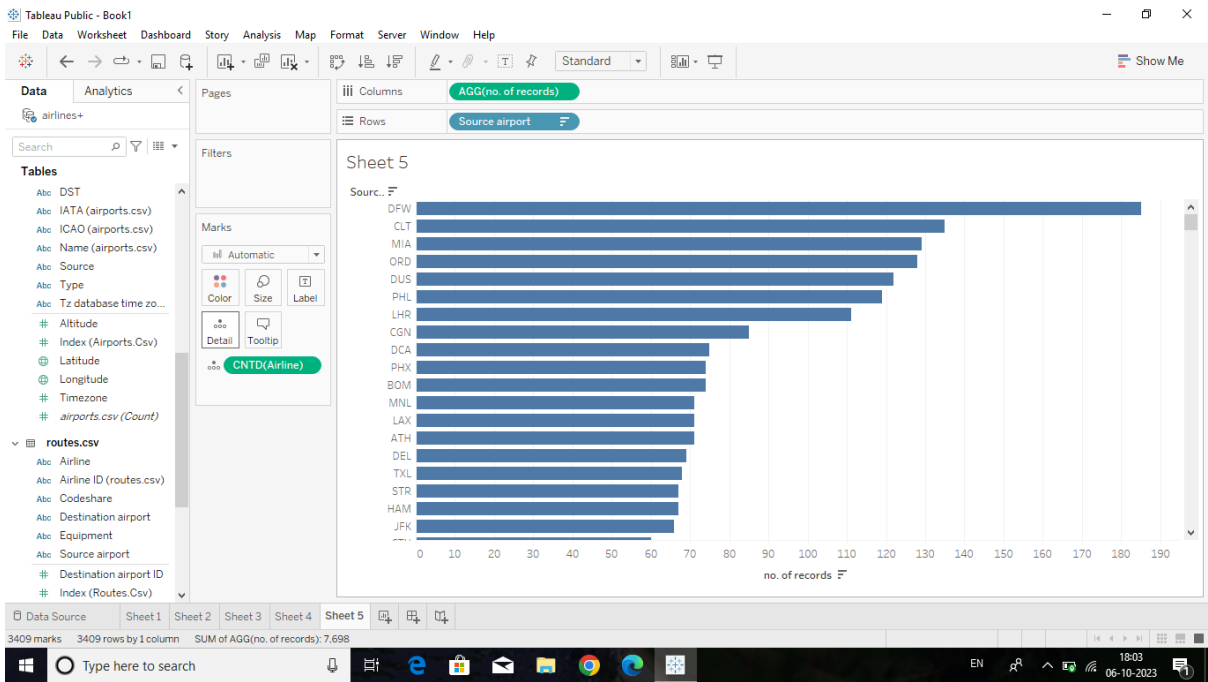 Tableau Public - Book1
File Data Worksheet Dashboard Story Analysis Map Format Server Window Help
Standard
Show Me
Data Analytics
airlines+
Search
Tables
Abc DST
Abc IATA (airports.csv)
Abc ICAO (airports.csv)
Abc Name (airports.csv)
Abc Source
Abc Type
Abc Tz database time zo...
# Altitude
# Index (Airports.Csv)
Latitude
Longitude
# Timezone
# airports.csv (Count)
routes.csv
Abc Airline
Abc Airline ID (routes.csv)
Abc Codeshare
Abc Destination airport
Abc Equipment
Abc Source airport
# Destination airport ID
# Index (Routes.Csv)
Pages
Filters
Marks
Automatic
Color Size Label
Detail Tooltip
CNTD(Airline)
Columns AGG(no. of records)
Rows Source airport
Sheet 5
Sourc..
DFW
CLT
MIA
ORD
DUS
PHL
LHR
CGN
DCA
PHX
BOM
MNL
LAX
ATH
DEL
TXL
STR
HAM
JFK
0 10 20 30 40 50 60 70 80 90 100 110 120 130 140 150 160 170 180 190
no. of records
Data Source Sheet 1 Sheet 2 Sheet 3 Sheet 4 Sheet 5
3409 marks 3409 rows by 1 column SUM of AGG(no. of records): 7,698
Type here to search
EN
18:03
06-10-2023
1